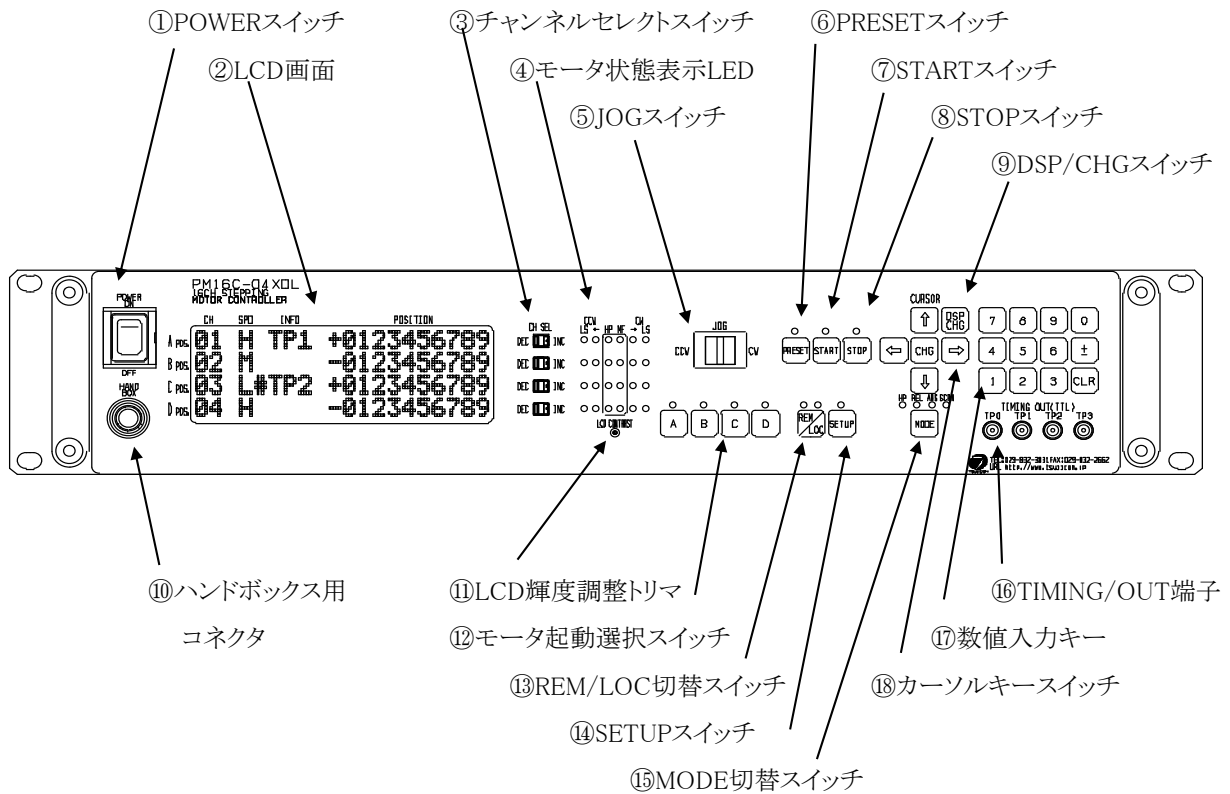 ①POWERスイッチ
③チャンネルセレクトスイッチ
⑥PRESETスイッチ
②LCD画面
④モータ状態表示LED
⑦STARTスイッチ
⑤JOGスイッチ
⑧STOPスイッチ
⑨DSP/CHGスイッチ
PM16C-04XDL
16CH STEPPING
MOTOR CONTROLLER
POWER
ON
OFF
HAND
BOX
CH SPD INFO POSITION
A POS. 01 H TP1 +0123456789
B POS. 02 M -0123456789
C POS. 03 L#TP2 +0123456789
D POS. 04 H -0123456789
CH SEL
DEC INC
DEC INC
DEC INC
DEC INC
CCW CW
LS ← HP NF → LS
LCD CONTRAST
JOG
CCW CW
PRESET START STOP
A B C D
REM/LOC
SETUP
CURSOR
↑ DSP CHG
⇐ CHG ⇒
⇓
HP REL ABS SCAN
MODE
7 8 9 0
4 5 6 ±
1 2 3 CLR
TIMING OUT(TTL)
TP0 TP1 TP2 TP3
⑩ハンドボックス用
コネクタ
⑪LCD輝度調整トリマ
⑯TIMING/OUT端子
⑫モータ起動選択スイッチ
⑰数値入力キー
⑬REM/LOC切替スイッチ
⑱カーソルキースイッチ
⑭SETUPスイッチ
⑮MODE切替スイッチ